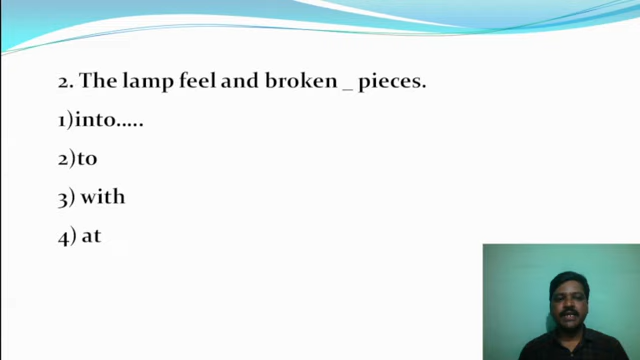 2. The lamp feel and broken _ pieces.
1)into.....
2)to
3) with
4) at